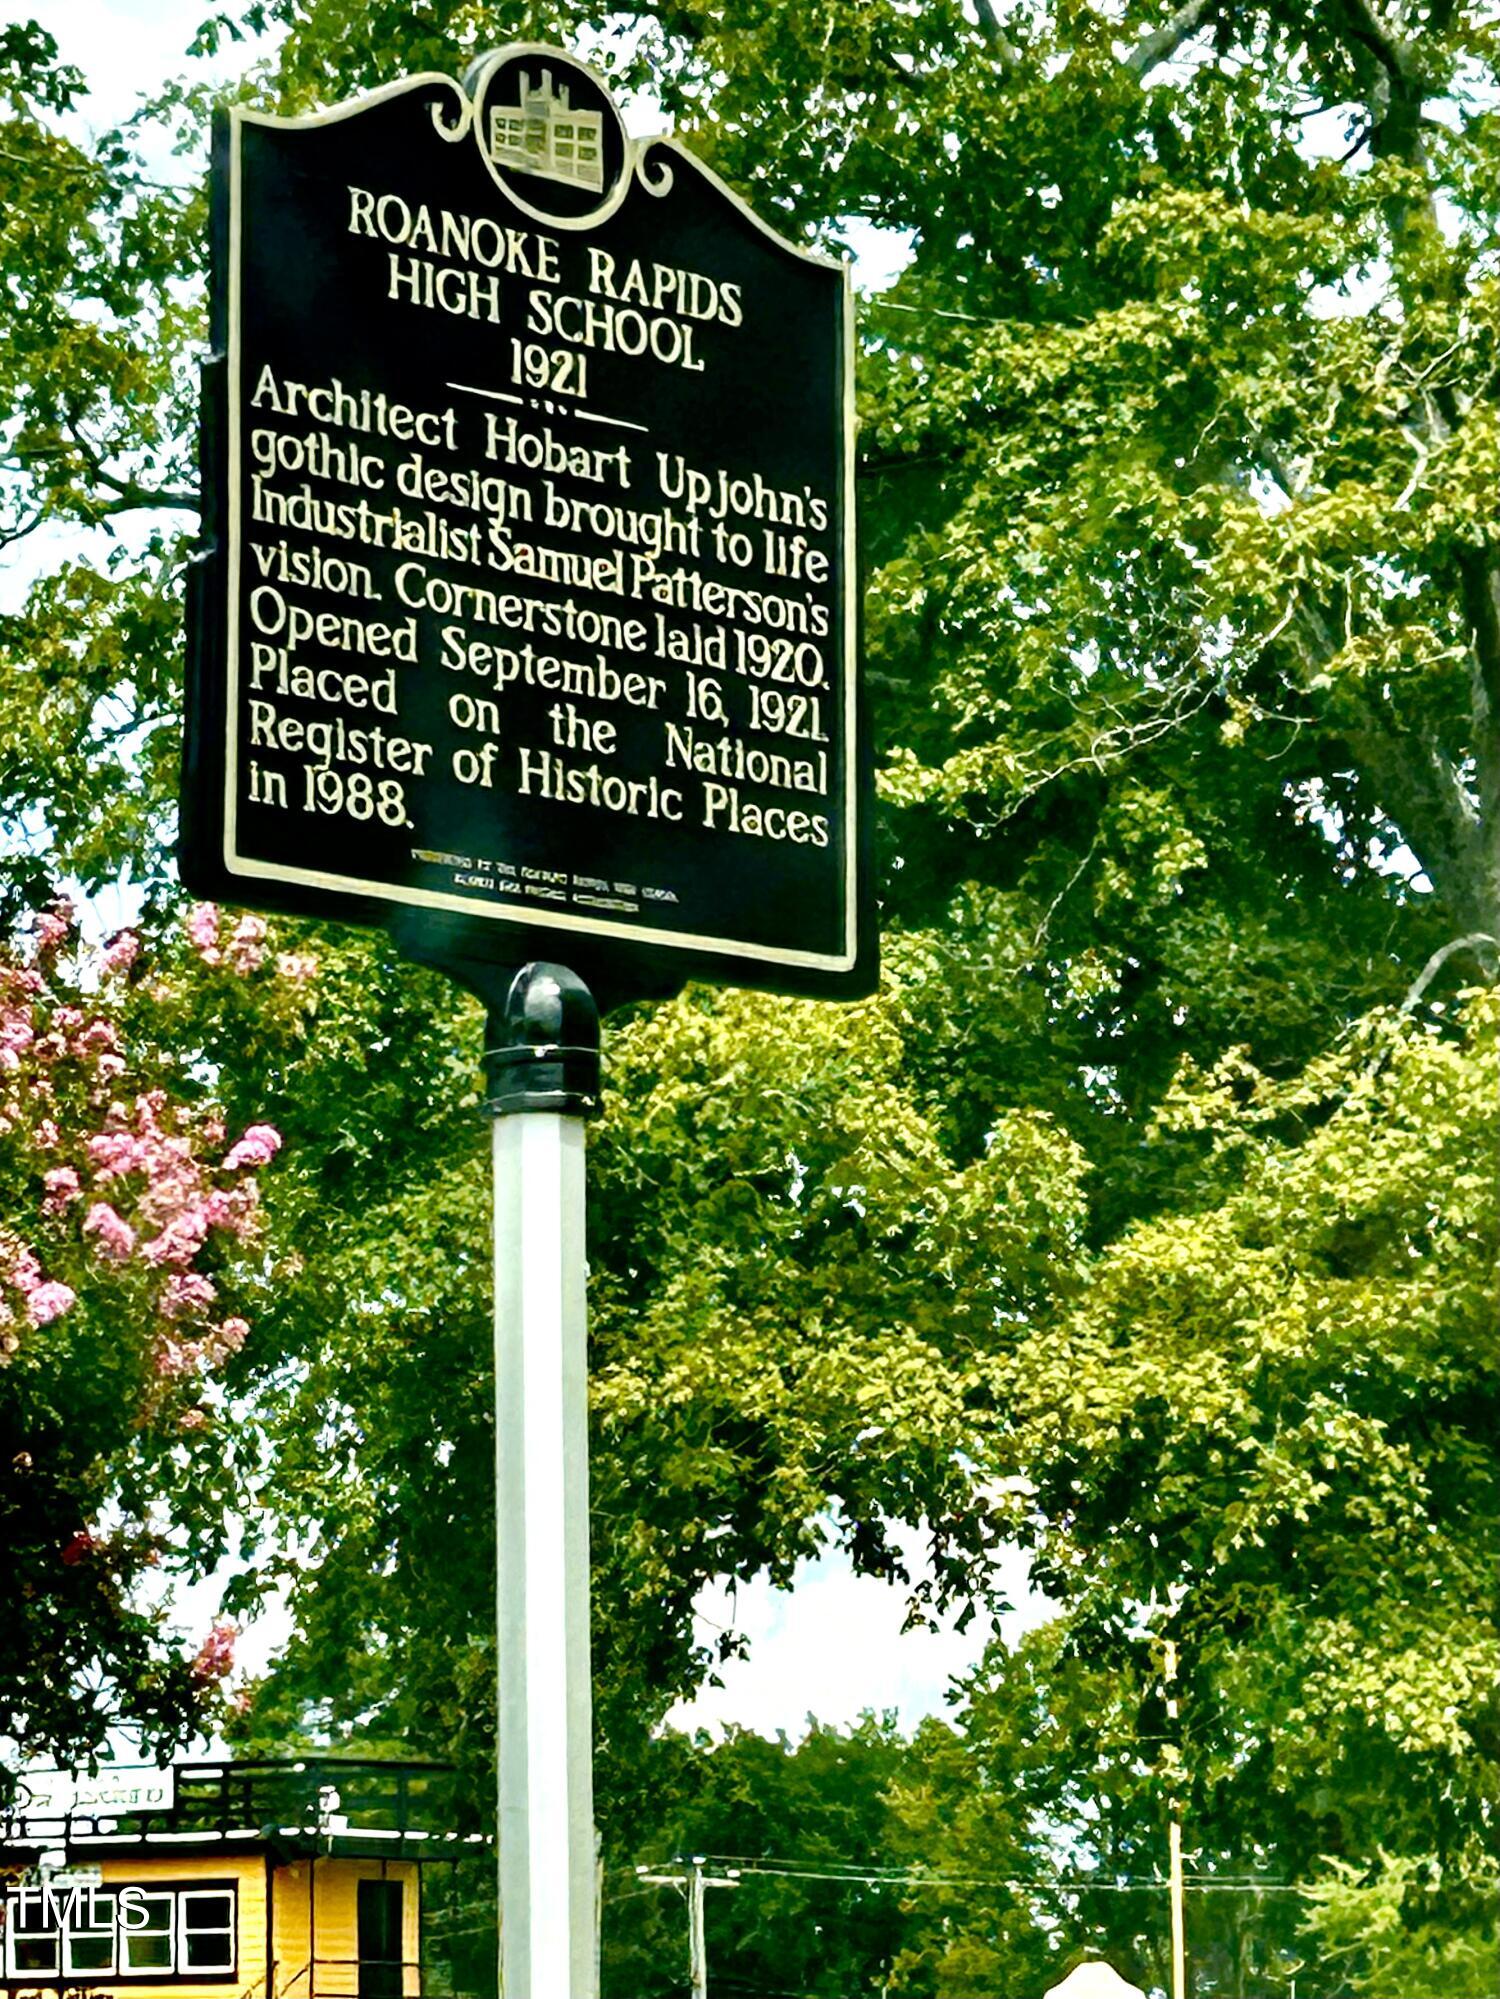 ROANOKE RAPIDS
HIGH SCHOOL
1921
Architect Hobart Upjohn's
gothic design brought to life
Industrialist Samuel Patterson's
vision. Cornerstone laid 1920.
Opened September 16, 1921.
Placed on the National
Register of Historic Places
in 1988.
TMLS